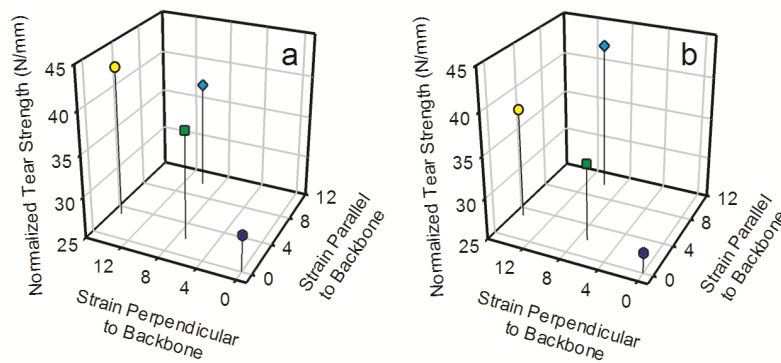 a
Normalized Tear Strength (N/mm)
45
40
35
30
25
12
8
4
0
Strain Perpendicular
to Backbone
0
4
8
12
Strain Parallel
to Backbone
b
Normalized Tear Strength (N/mm)
45
40
35
30
25
12
8
4
0
Strain Perpendicular
to Backbone
0
4
8
12
Strain Parallel
to Backbone